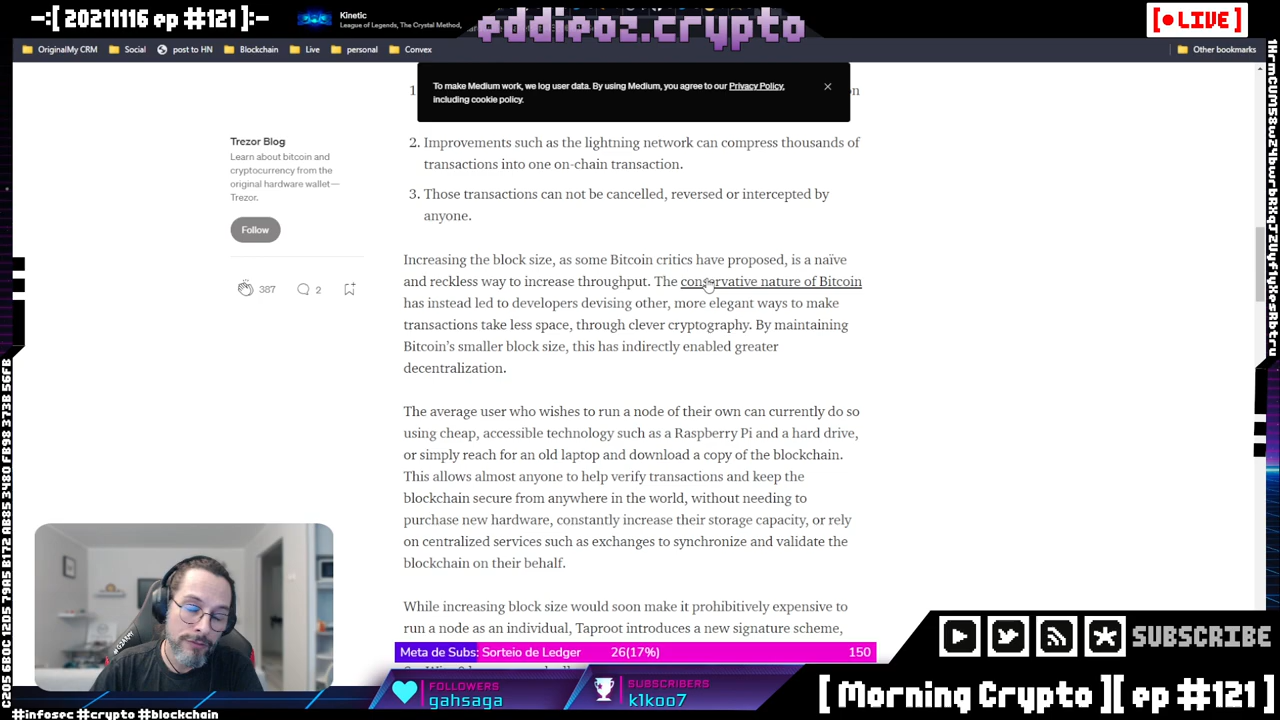 -:[ 20211116 ep #121]:-
Kinetic
League of Legends, The Crystal Method,
eddieoz.crypto
[●LIVE]
OriginalMy CRM
Social
post to HN
Blockchain
Live
personal
Convex
Other bookmarks
To make Medium work, we log user data. By using Medium, you agree to our Privacy Policy,
including cookie policy.
1
on
Trezor Blog
Learn about bitcoin and
cryptocurrency from the
original hardware wallet—
Trezor.
Follow
387
2
2. Improvements such as the lightning network can compress thousands of
transactions into one on-chain transaction.
3. Those transactions can not be cancelled, reversed or intercepted by
anyone.
Increasing the block size, as some Bitcoin critics have proposed, is a naïve
and reckless way to increase throughput. The conservative nature of Bitcoin
has instead led to developers devising other, more elegant ways to make
transactions take less space, through clever cryptography. By maintaining
Bitcoin's smaller block size, this has indirectly enabled greater
decentralization.
The average user who wishes to run a node of their own can currently do so
using cheap, accessible technology such as a Raspberry Pi and a hard drive,
or simply reach for an old laptop and download a copy of the blockchain.
This allows almost anyone to help verify transactions and keep the
blockchain secure from anywhere in the world, without needing to
purchase new hardware, constantly increase their storage capacity, or rely
on centralized services such as exchanges to synchronize and validate the
blockchain on their behalf.
While increasing block size would soon make it prohibitively expensive to
run a node as an individual, Taproot introduces a new signature scheme,
Meta de Subs: Sorteio de Ledger
26(17%)
150
FOLLOWERS
gahsaga
SUBSCRIBERS
k1koo7
SUBSCRIBE
[ Morning Crypto ][ ep #121 ]
#infosec #crypto #blockchain